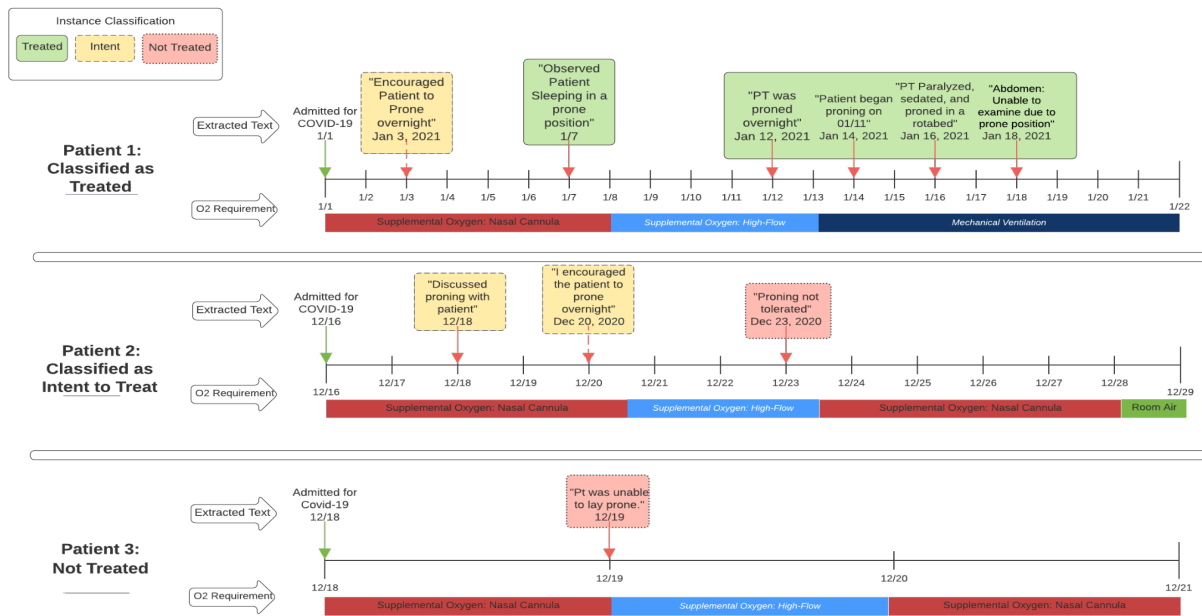 Instance Classification
Treated
Intent
Not Treated
Patient 1:
Classified as
Treated
Extracted Text
O2 Requirement
Admitted for
COVID-19
1/1
"Encouraged
Patient to
Prone
overnight"
Jan 3, 2021
"Observed
Patient
Sleeping in a
prone
position"
1/7
"PT was
proned
overnight"
Jan 12, 2021
"Patient began
proning on
01/11"
Jan 14, 2021
"PT Paralyzed,
sedated, and
proned in a
rotabed"
Jan 16, 2021
"Abdomen:
Unable to
examine due to
prone position"
Jan 18, 2021
1/1
1/2
1/3
1/4
1/5
1/6
1/7
1/8
1/9
1/10
1/11
1/12
1/13
1/14
1/15
1/16
1/17
1/18
1/19
1/20
1/21
1/22
Supplemental Oxygen: Nasal Cannula
Supplemental Oxygen: High-Flow
Mechanical Ventilation
Patient 2:
Classified as
Intent to Treat
Extracted Text
O2 Requirement
Admitted for
COVID-19
12/16
"Discussed
proning with
patient"
12/18
"I encouraged
the patient to
prone
overnight"
Dec 20, 2020
"Proning not
tolerated"
Dec 23, 2020
12/16
12/17
12/18
12/19
12/20
12/21
12/22
12/23
12/24
12/25
12/26
12/27
12/28
12/29
Supplemental Oxygen: Nasal Cannula
Supplemental Oxygen: High-Flow
Supplemental Oxygen: Nasal Cannula
Room Air
Patient 3:
Not Treated
Extracted Text
O2 Requirement
Admitted for
Covid-19
12/18
"Pt was unable
to lay prone."
12/19
12/18
12/19
12/20
12/21
Supplemental Oxygen: Nasal Cannula
Supplemental Oxygen: High-Flow
Supplemental Oxygen: Nasal Cannula